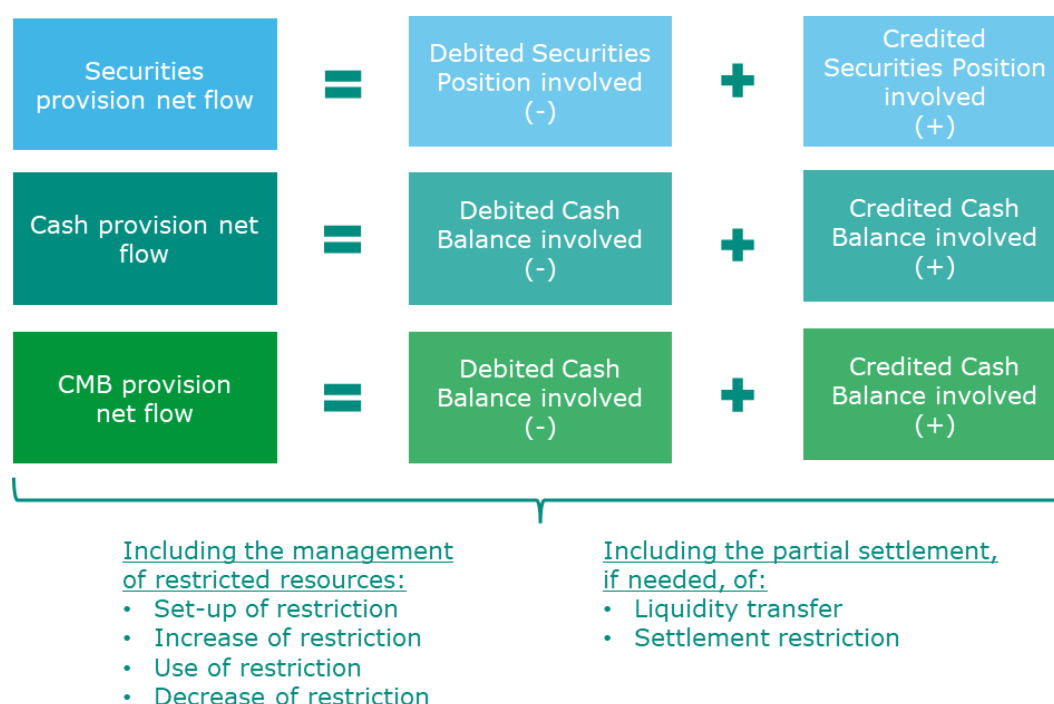 Securities
provision net flow
=
Debited Securities
Position involved
(-)
+
Credited
Securities Position
involved
(+)
Cash provision net
flow
=
Debited Cash
Balance involved
(-)
+
Credited Cash
Balance involved
(+)
CMB provision
net flow
=
Debited Cash
Balance involved
(-)
+
Credited Cash
Balance involved
(+)
Including the management
of restricted resources:
• Set-up of restriction
• Increase of restriction
• Use of restriction
• Decrease of restriction
Including the partial settlement,
if needed, of:
• Liquidity transfer
• Settlement restriction